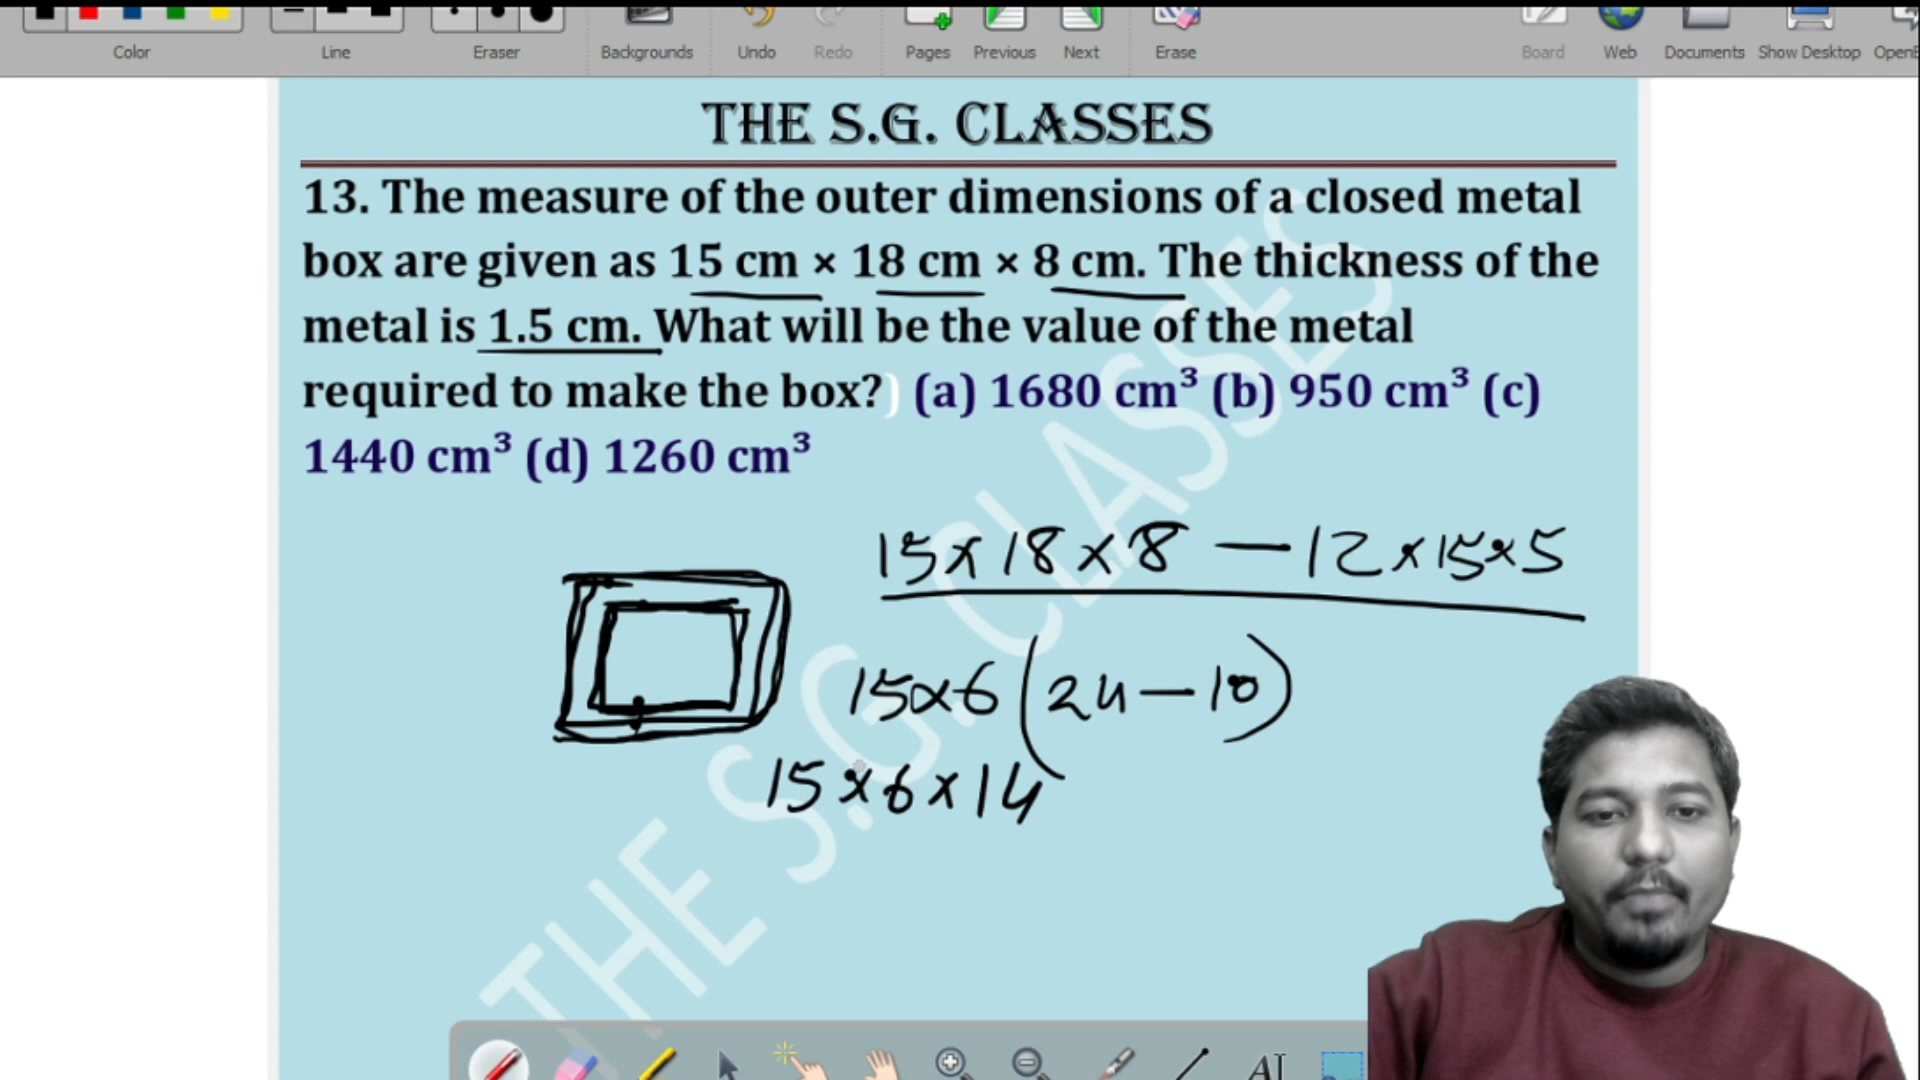 Color Line Eraser Backgrounds Undo Redo Pages Previous Next Erase Board Web Documents Show Desktop
THE S.G. CLASSES
13. The measure of the outer dimensions of a closed metal
box are given as 15 cm × 18 cm × 8 cm. The thickness of the
metal is 1.5 cm. What will be the value of the metal
required to make the box?) (a) 1680 cm³ (b) 950 cm³ (c)
1440 cm³ (d) 1260 cm³
15×18×8 — 12×15×5
15×6(24—10)
15×6×14
THE S.G. CLASSES